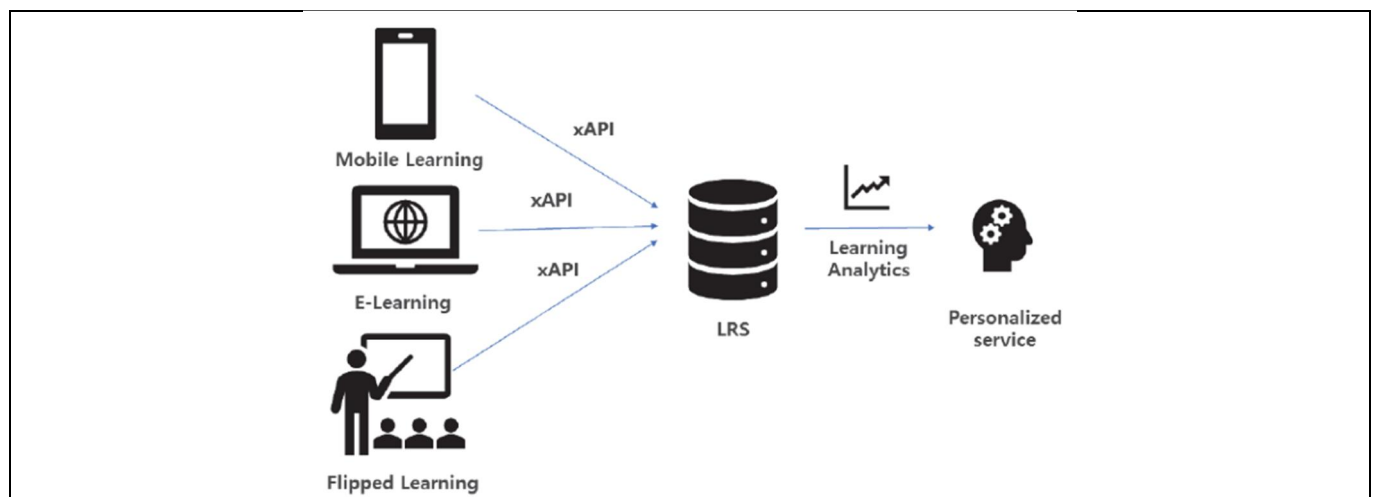 xAPI
Mobile Learning
xAPI
xAPI
E-Learning
Flipped Learning
LRS
Learning
Analytics
Personalized
service